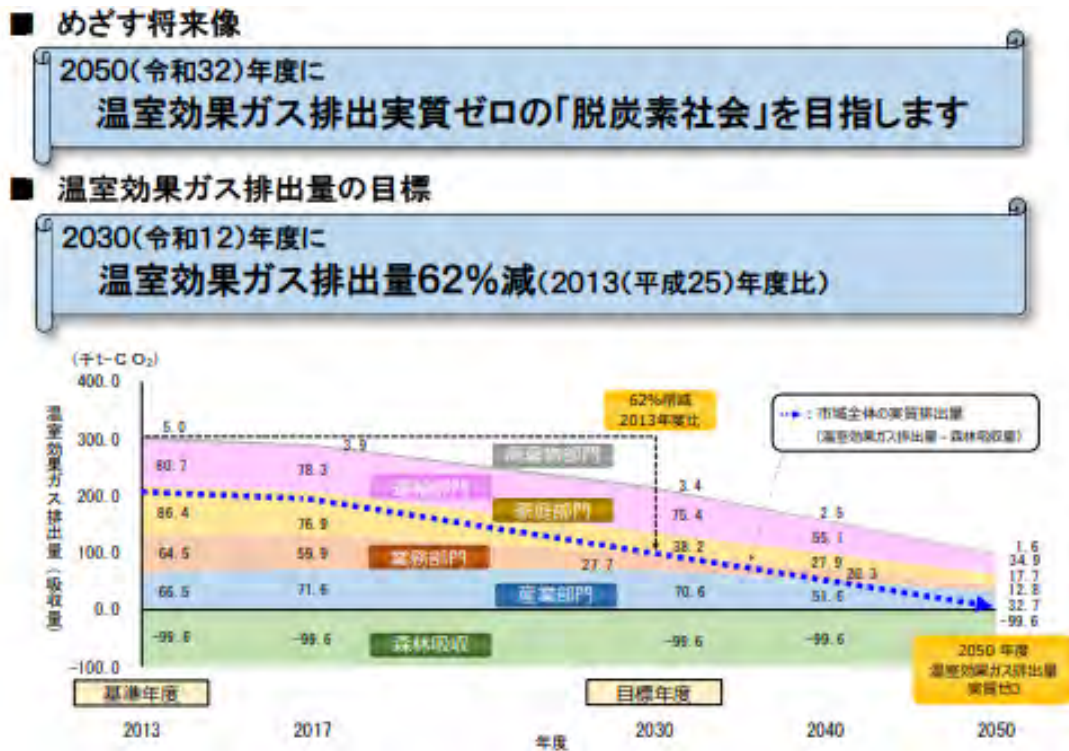 ■ めざす将来像
2050(令和32)年度に
温室効果ガス排出実質ゼロの「脱炭素社会」を目指します
■ 温室効果ガス排出量の目標
2030(令和12)年度に
温室効果ガス排出量62%減(2013(平成25)年度比)
(千t-CO₂)
温室効果ガス排出量(吸収量)
400.0
300.0
200.0
100.0
0.0
-100.0
62%削減
2013年度比
:市域全体の実質排出量
(温室効果ガス排出量-森林吸収量)
5.0
3.9
3.4
2.5
1.6
廃棄物部門
80.7
78.3
運輸部門
75.4
55.1
34.9
86.4
76.9
家庭部門
38.2
27.9
17.7
64.5
59.9
業務部門
27.7
20.3
12.8
66.5
71.6
産業部門
70.6
51.6
32.7
-99.6
-99.6
森林吸収
-99.6
-99.6
-99.6
2050年度
温室効果ガス排出量
実質ゼロ
基準年度
目標年度
2013
2017
年度
2030
2040
2050